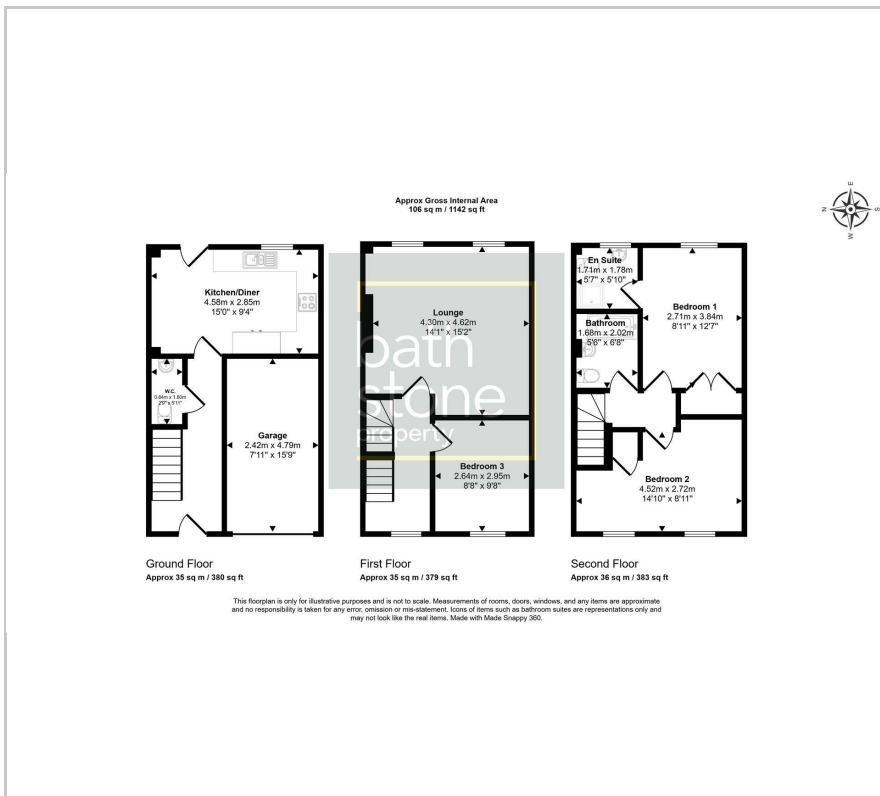 Approx Gross Internal Area
106 sq m / 1142 sq ft
N
E
S
W
Kitchen/Diner
4.58m x 2.85m
15'0" x 9'4"
W.C.
0.84m x 1.80m
2'9" x 5'11"
Garage
2.42m x 4.79m
7'11" x 15'9"
Ground Floor
Approx 35 sq m / 380 sq ft
Lounge
4.30m x 4.62m
14'1" x 15'2"
bath
stone
property
Bedroom 3
2.64m x 2.95m
8'8" x 9'8"
First Floor
Approx 35 sq m / 379 sq ft
En Suite
1.71m x 1.78m
5'7" x 5'10"
Bedroom 1
2.71m x 3.84m
8'11" x 12'7"
Bathroom
1.68m x 2.02m
5'6" x 6'8"
Bedroom 2
4.52m x 2.72m
14'10" x 8'11"
Second Floor
Approx 36 sq m / 383 sq ft
This floorplan is only for illustrative purposes and is not to scale. Measurements of rooms, doors, windows, and any items are approximate
and no responsibility is taken for any error, omission or mis-statement. Icons of items such as bathroom suites are representations only and
may not look like the real items. Made with Made Snappy 360.